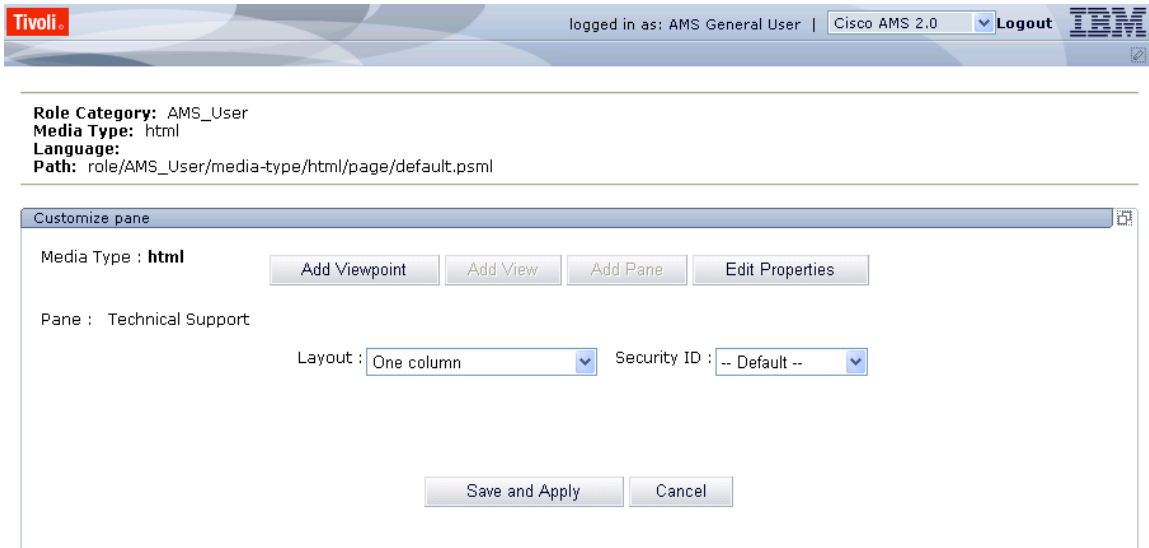 Tivoli.
logged in as: AMS General User | Cisco AMS 2.0 Logout IBM
Role Category: AMS_User
Media Type: html
Language:
Path: role/AMS_User/media-type/html/page/default.psml
Customize pane
Media Type : html Add Viewpoint Add View Add Pane Edit Properties
Pane : Technical Support
Layout : One column Security ID : -- Default --
Save and Apply Cancel